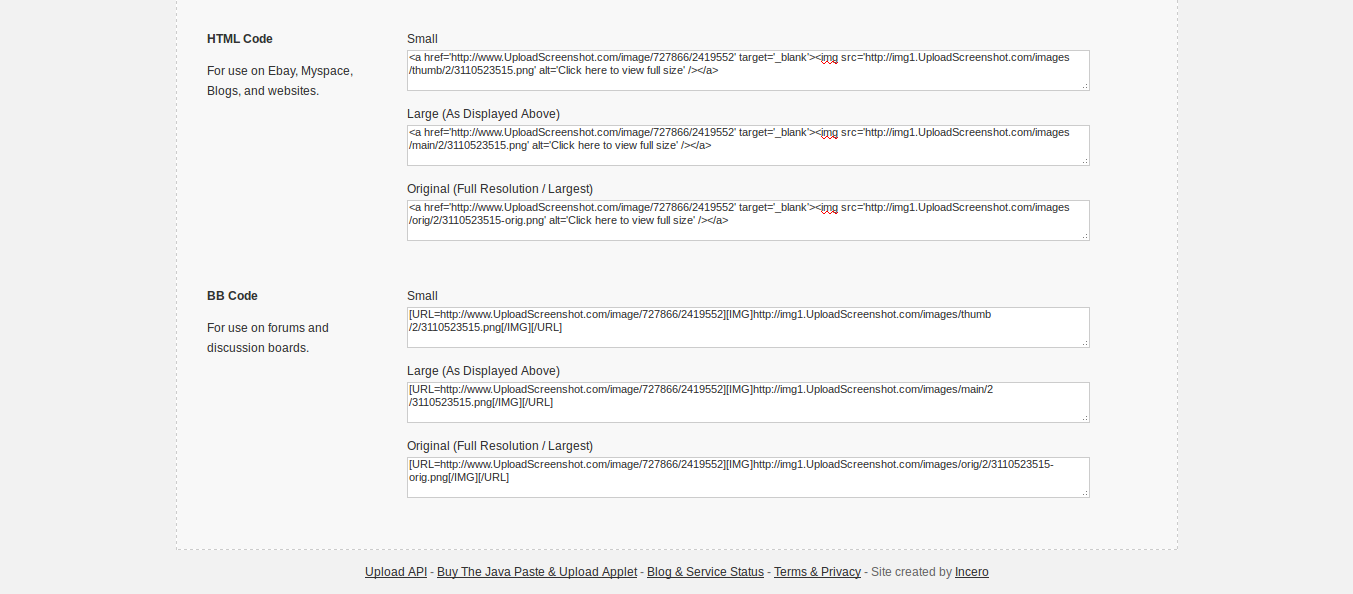 HTML Code
For use on Ebay, Myspace,
Blogs, and websites.
Small
<a href='http://www.UploadScreenshot.com/image/727866/2419552' target='_blank'><img src='http://img1.UploadScreenshot.com/images
/thumb/2/3110523515.png' alt='Click here to view full size' /></a>
Large (As Displayed Above)
<a href='http://www.UploadScreenshot.com/image/727866/2419552' target='_blank'><img src='http://img1.UploadScreenshot.com/images
/main/2/3110523515.png' alt='Click here to view full size' /></a>
Original (Full Resolution / Largest)
<a href='http://www.UploadScreenshot.com/image/727866/2419552' target='_blank'><img src='http://img1.UploadScreenshot.com/images
/orig/2/3110523515-orig.png' alt='Click here to view full size' /></a>
BB Code
For use on forums and
discussion boards.
Small
[URL=http://www.UploadScreenshot.com/image/727866/2419552][IMG]http://img1.UploadScreenshot.com/images/thumb
/2/3110523515.png[/IMG][/URL]
Large (As Displayed Above)
[URL=http://www.UploadScreenshot.com/image/727866/2419552][IMG]http://img1.UploadScreenshot.com/images/main/2
/3110523515.png[/IMG][/URL]
Original (Full Resolution / Largest)
[URL=http://www.UploadScreenshot.com/image/727866/2419552][IMG]http://img1.UploadScreenshot.com/images/orig/2/3110523515-
orig.png[/IMG][/URL]
Upload API - Buy The Java Paste & Upload Applet - Blog & Service Status - Terms & Privacy - Site created by Incero